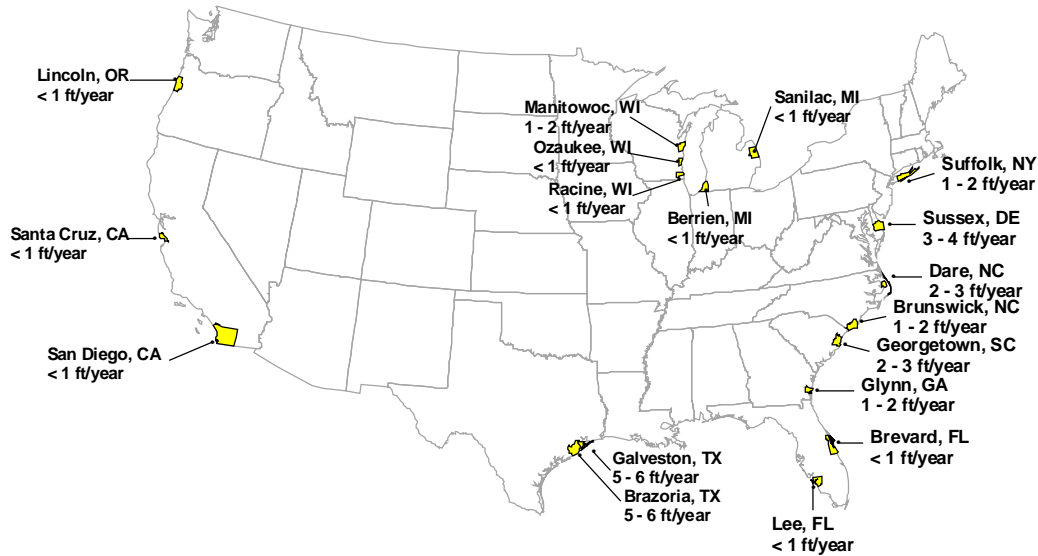 Lincoln, OR
< 1 ft/year
Manitowoc, WI
1 - 2 ft/year
Ozaukee, WI
< 1 ft/year
Racine, WI
< 1 ft/year
Sanilac, MI
< 1 ft/year
Berrien, MI
< 1 ft/year
Suffolk, NY
1 - 2 ft/year
Sussex, DE
3 - 4 ft/year
Santa Cruz, CA
< 1 ft/year
Dare, NC
2 - 3 ft/year
Brunswick, NC
1 - 2 ft/year
Georgetown, SC
2 - 3 ft/year
San Diego, CA
< 1 ft/year
Glynn, GA
1 - 2 ft/year
Brevard, FL
< 1 ft/year
Galveston, TX
5 - 6 ft/year
Brazoria, TX
5 - 6 ft/year
Lee, FL
< 1 ft/year